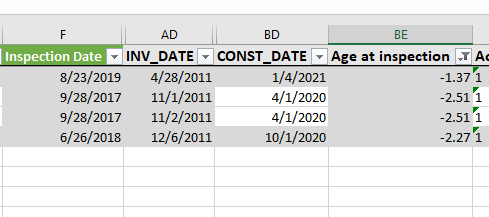 F AD BD BE
Inspection Date INV_DATE CONST_DATE Age at inspection Ac
8/23/2019 4/28/2011 1/4/2021 -1.37 1
9/28/2017 11/1/2011 4/1/2020 -2.51 1
9/28/2017 11/2/2011 4/1/2020 -2.51 1
6/26/2018 12/6/2011 10/1/2020 -2.27 1